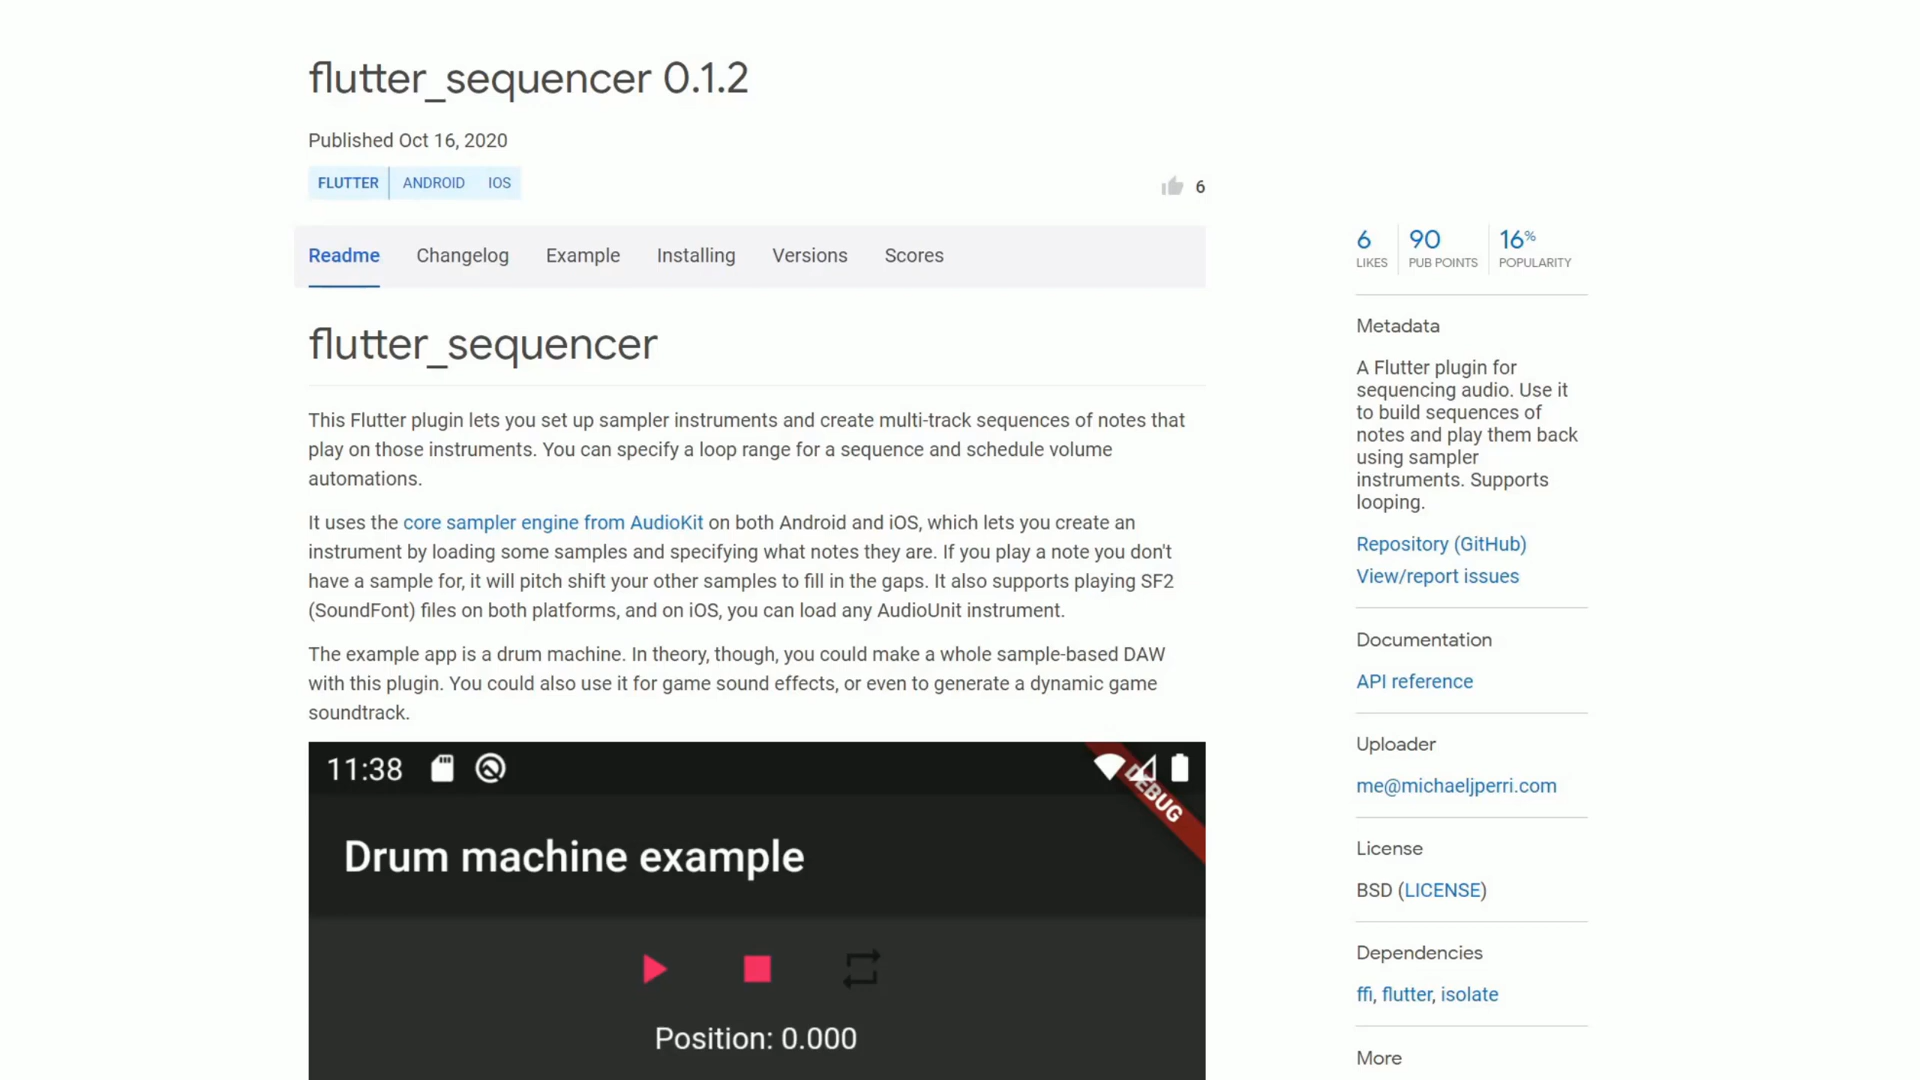 flutter_sequencer 0.1.2
Published Oct 16, 2020
FLUTTER ANDROID IOS
6
Readme Changelog Example Installing Versions Scores
flutter_sequencer
This Flutter plugin lets you set up sampler instruments and create multi-track sequences of notes that
play on those instruments. You can specify a loop range for a sequence and schedule volume
automations.
It uses the core sampler engine from AudioKit on both Android and iOS, which lets you create an
instrument by loading some samples and specifying what notes they are. If you play a note you don't
have a sample for, it will pitch shift your other samples to fill in the gaps. It also supports playing SF2
(SoundFont) files on both platforms, and on iOS, you can load any AudioUnit instrument.
The example app is a drum machine. In theory, though, you could make a whole sample-based DAW
with this plugin. You could also use it for game sound effects, or even to generate a dynamic game
soundtrack.
11:38
DEBUG
Drum machine example
Position: 0.000
6 90 16%
LIKES PUB POINTS POPULARITY
Metadata
A Flutter plugin for
sequencing audio. Use it
to build sequences of
notes and play them back
using sampler
instruments. Supports
looping.
Repository (GitHub)
View/report issues
Documentation
API reference
Uploader
me@michaeljperri.com
License
BSD (LICENSE)
Dependencies
ffi, flutter, isolate
More